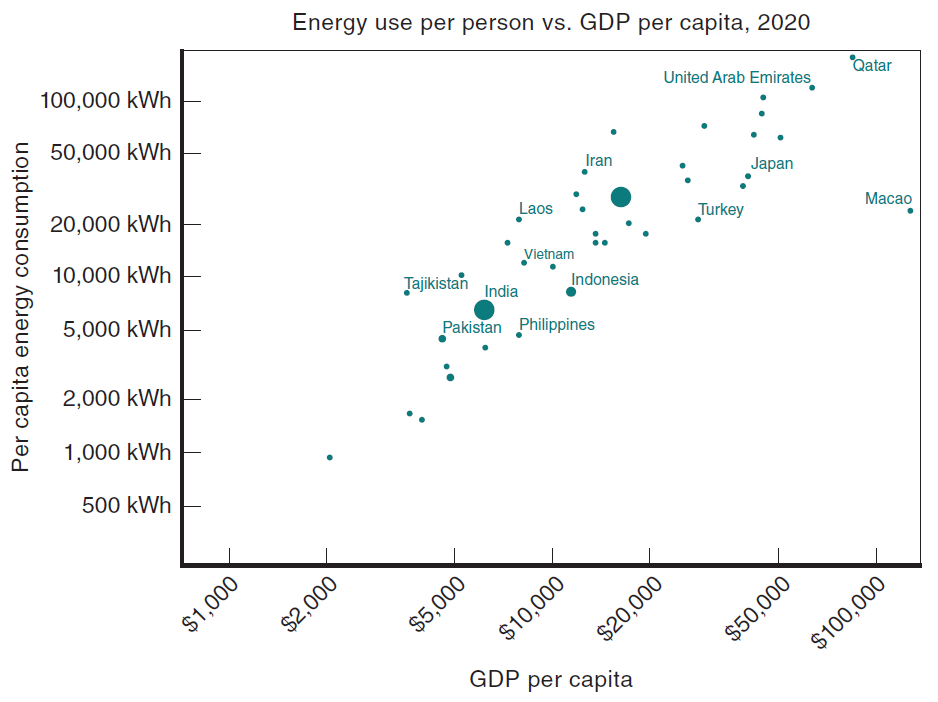 Energy use per person vs. GDP per capita, 2020
Per capita energy consumption
100,000 kWh
50,000 kWh
20,000 kWh
10,000 kWh
5,000 kWh
2,000 kWh
1,000 kWh
500 kWh
Qatar
United Arab Emirates
Iran
Japan
Macao
Laos
Turkey
Vietnam
Tajikistan
Indonesia
India
Pakistan
Philippines
$1,000
$2,000
$5,000
$10,000
$20,000
$50,000
$100,000
GDP per capita